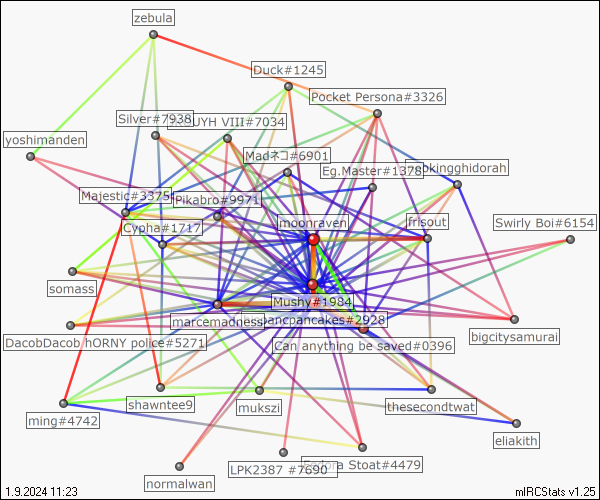 zebula
Duck#1245
Pocket Persona#3326
Silver#7938
UYH VIII#7034
yoshimanden
Madネコ#6901
Eg.Master#1378
kingghidorah
Majestic#3375
Pikabro#9971
Cypha#1717
moonraven
frisout
Swirly Boi#6154
somass
Mushy#1984
marcemadness
pancpancakes#2928
bigcitysamurai
DacobDacob hORNY police#5271
Can anything be saved#0396
shawntee9
mukszi
thesecondtwat
ming#4742
eliakith
normalwan
LPK2387 #7690
Stoat#4479
1.9.2024 11:23
mIRCStats v1.25